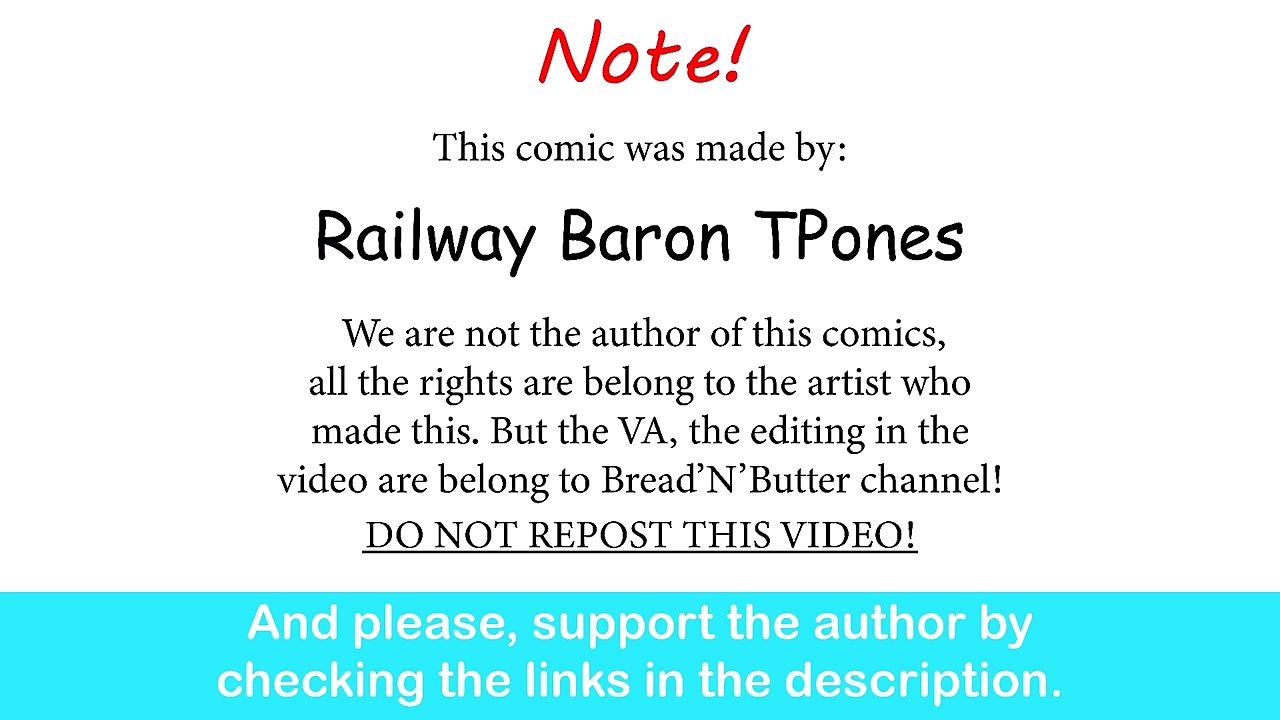 Note!
This comic was made by:
Railway Baron TPones
We are not the author of this comics,
all the rights are belong to the artist who
made this. But the VA, the editing in the
video are belong to Bread’N’Butter channel!
DO NOT REPOST THIS VIDEO!
And please, support the author by
checking the links in the description.